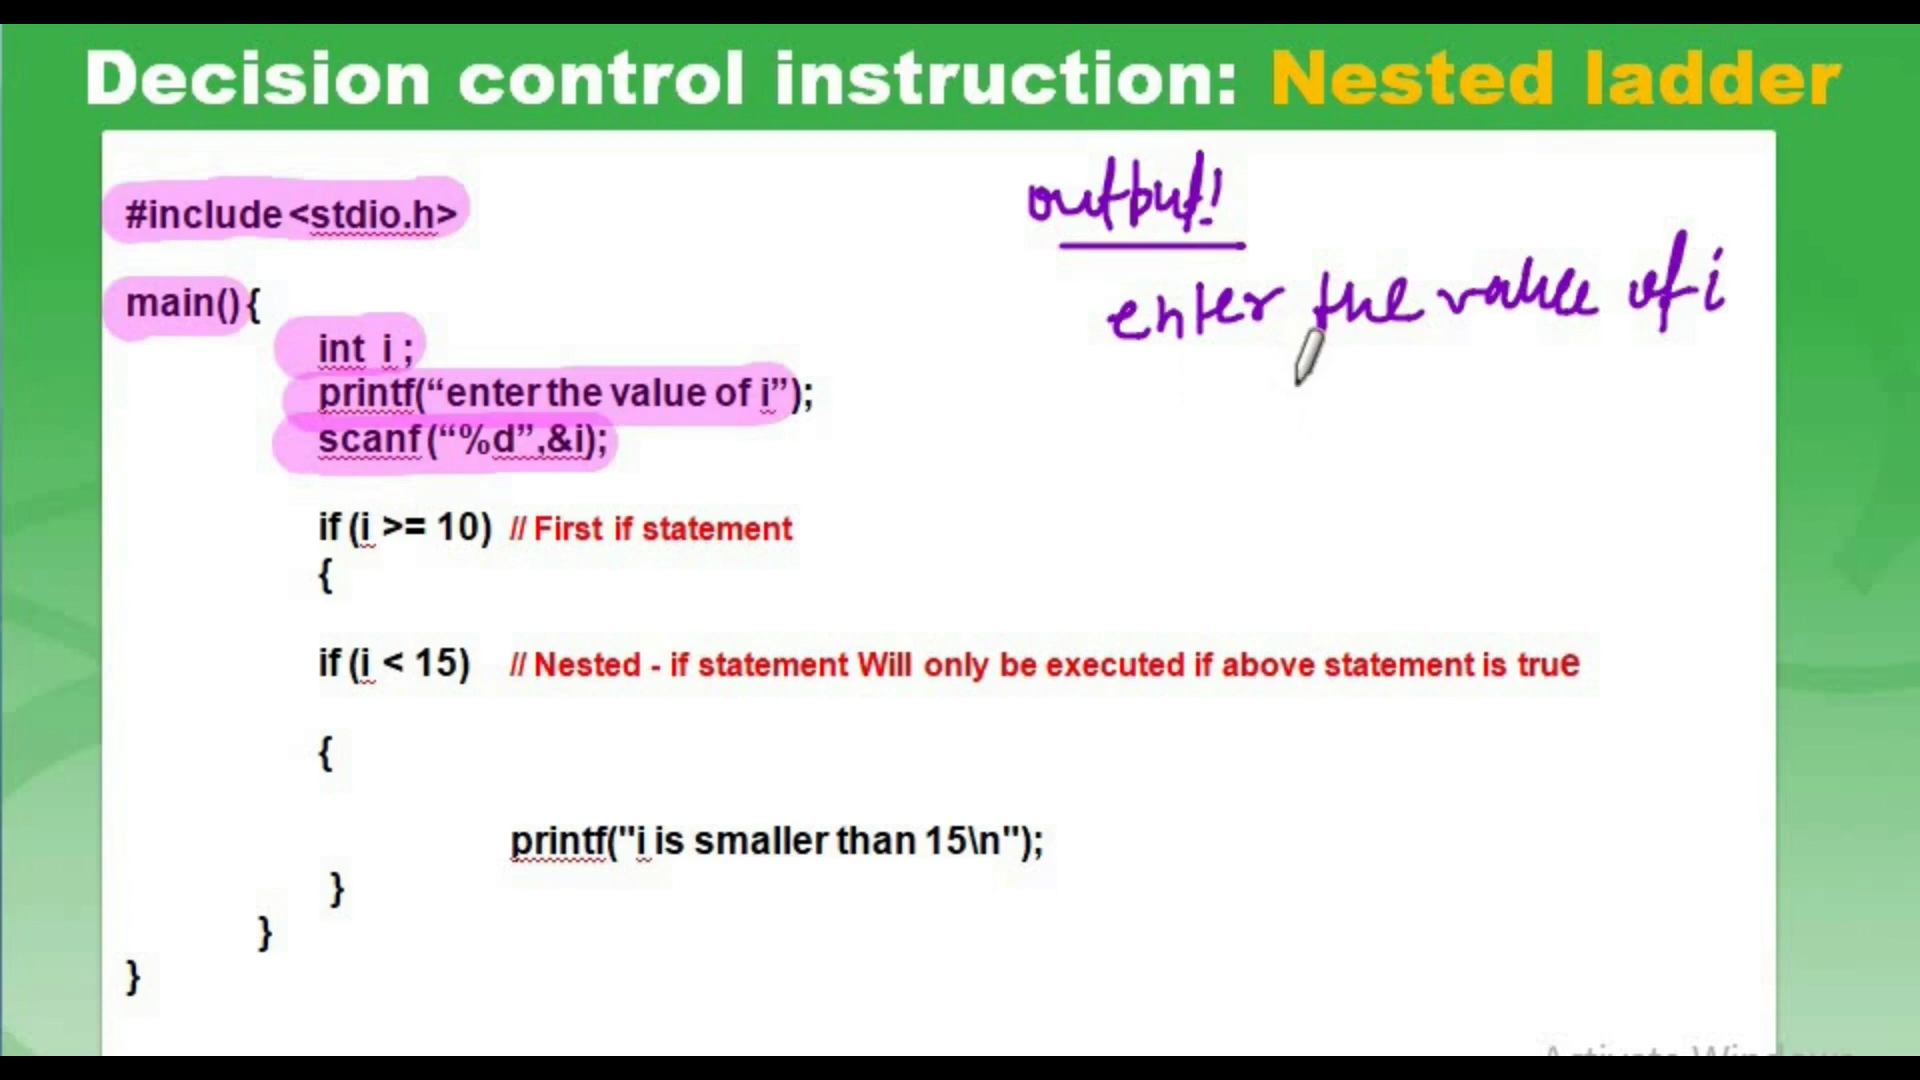 Decision control instruction: Nested ladder
#include<stdio.h>
output!
enter the value of i
main(){
int i ;
printf(“enter the value of i”);
scanf(“%d”,&i);
if (i >= 10) // First if statement
{
if (i < 15) // Nested - if statement Will only be executed if above statement is true
{
printf("i is smaller than 15\n");
}
}
}